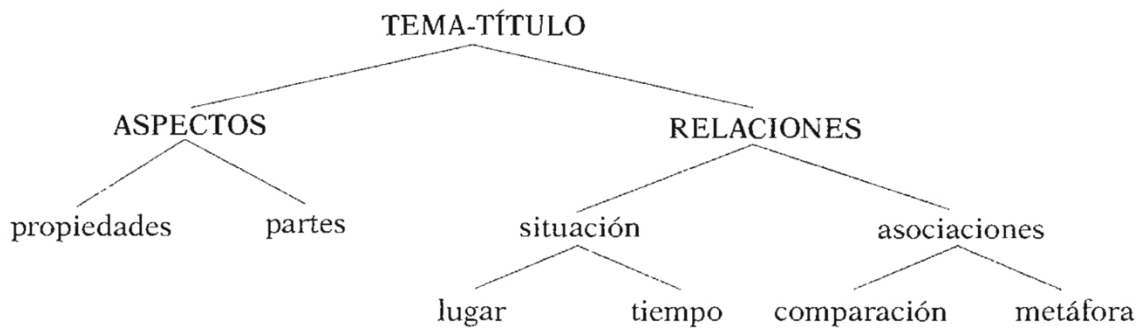 TEMA-TÍTULO
ASPECTOS RELACIONES
propiedades partes situación asociaciones
lugar tiempo comparación metáfora